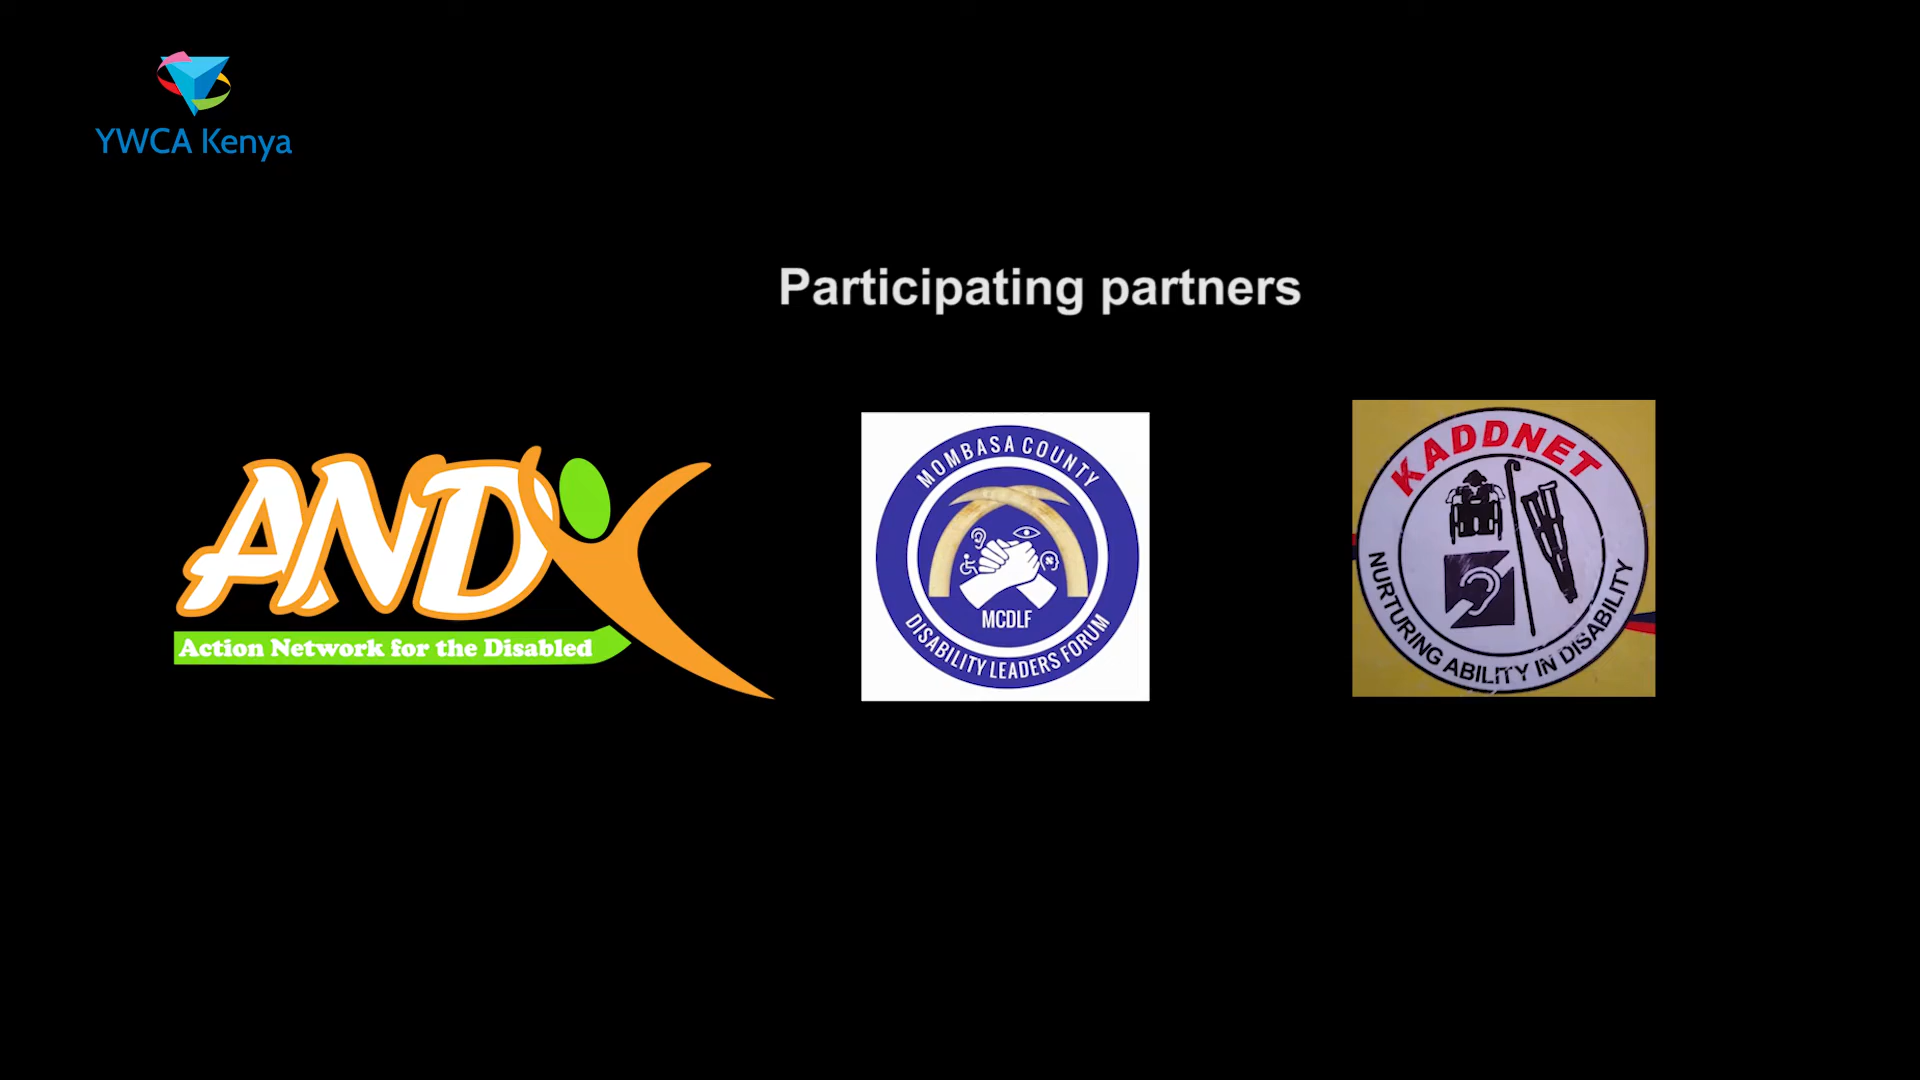 YWCA Kenya
Participating partners
AND
Action Network for the Disabled
MOMBASA COUNTY
MCDLF
DISABILITY LEADERS FORUM
KADDNET
NURTURING ABILITY IN DISABILITY